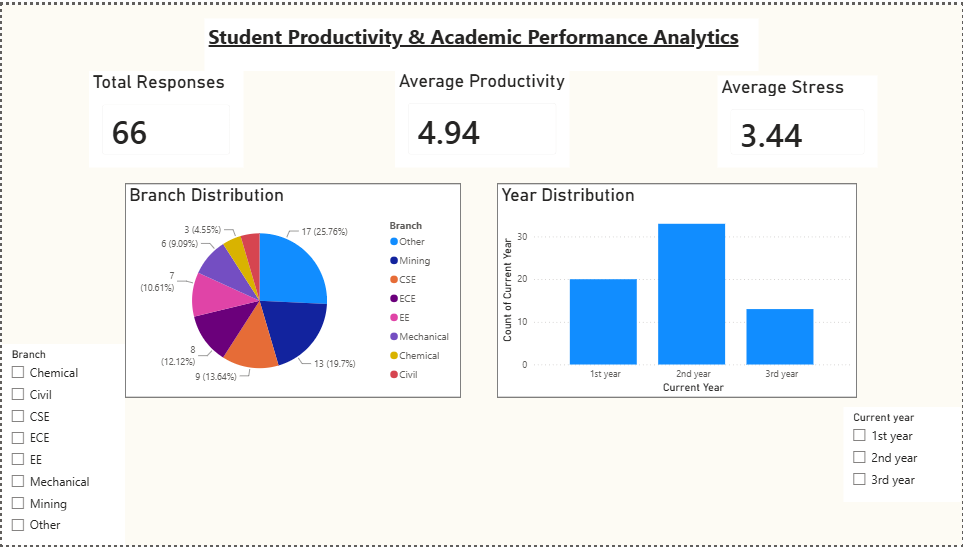 Student Productivity & Academic Performance Analytics
Total Responses
66
Average Productivity
4.94
Average Stress
3.44
Branch Distribution
3 (4.55%)
6 (9.09%)
7
(10.61%)
8
(12.12%)
9 (13.64%)
13 (19.7%)
17 (25.76%)
Branch
Other
Mining
CSE
ECE
EE
Mechanical
Chemical
Civil
Year Distribution
Count of Current Year
30
20
10
0
1st year
2nd year
3rd year
Current Year
Branch
Chemical
Civil
CSE
ECE
EE
Mechanical
Mining
Other
Current year
1st year
2nd year
3rd year